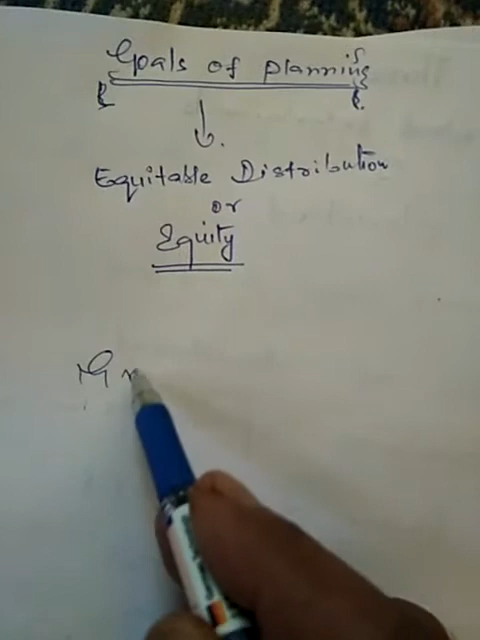 Goals of planning
Equitable Distribution
or
Equity